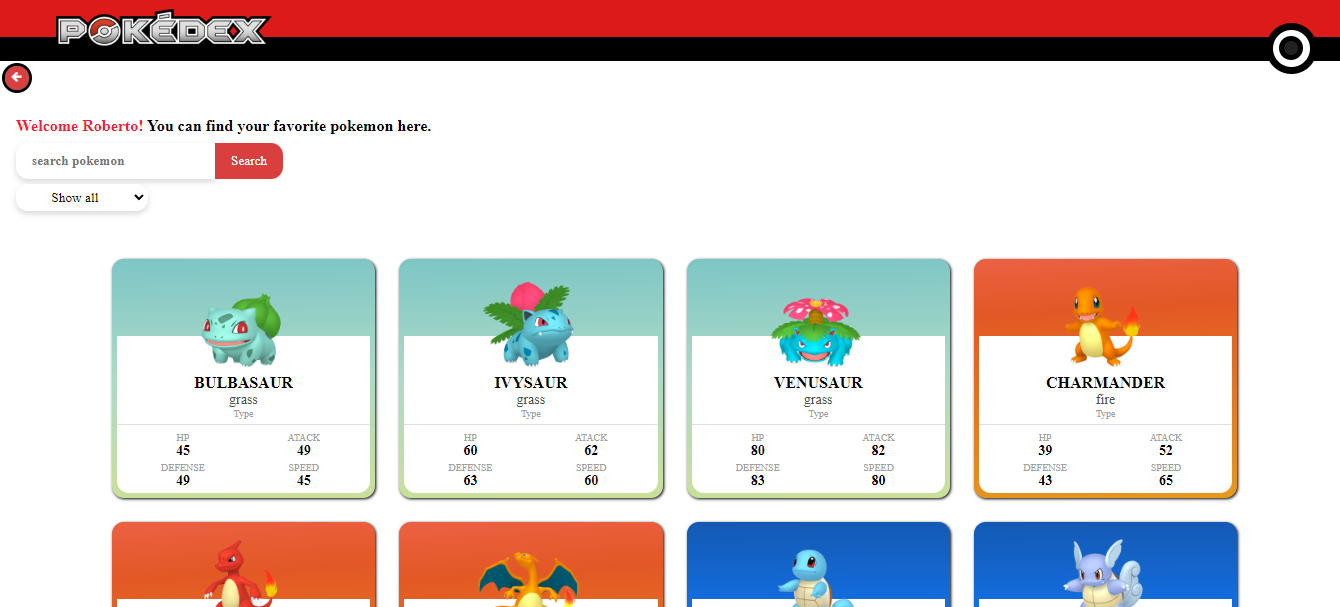 POKÉDEX
Welcome Roberto! You can find your favorite pokemon here.
search pokemon
Search
Show all
BULBASAUR
grass
Type
HP ATACK
45 49
DEFENSE SPEED
49 45
IVYSAUR
grass
Type
HP ATACK
60 62
DEFENSE SPEED
63 60
VENUSAUR
grass
Type
HP ATACK
80 82
DEFENSE SPEED
83 80
CHARMANDER
fire
Type
HP ATACK
39 52
DEFENSE SPEED
43 65